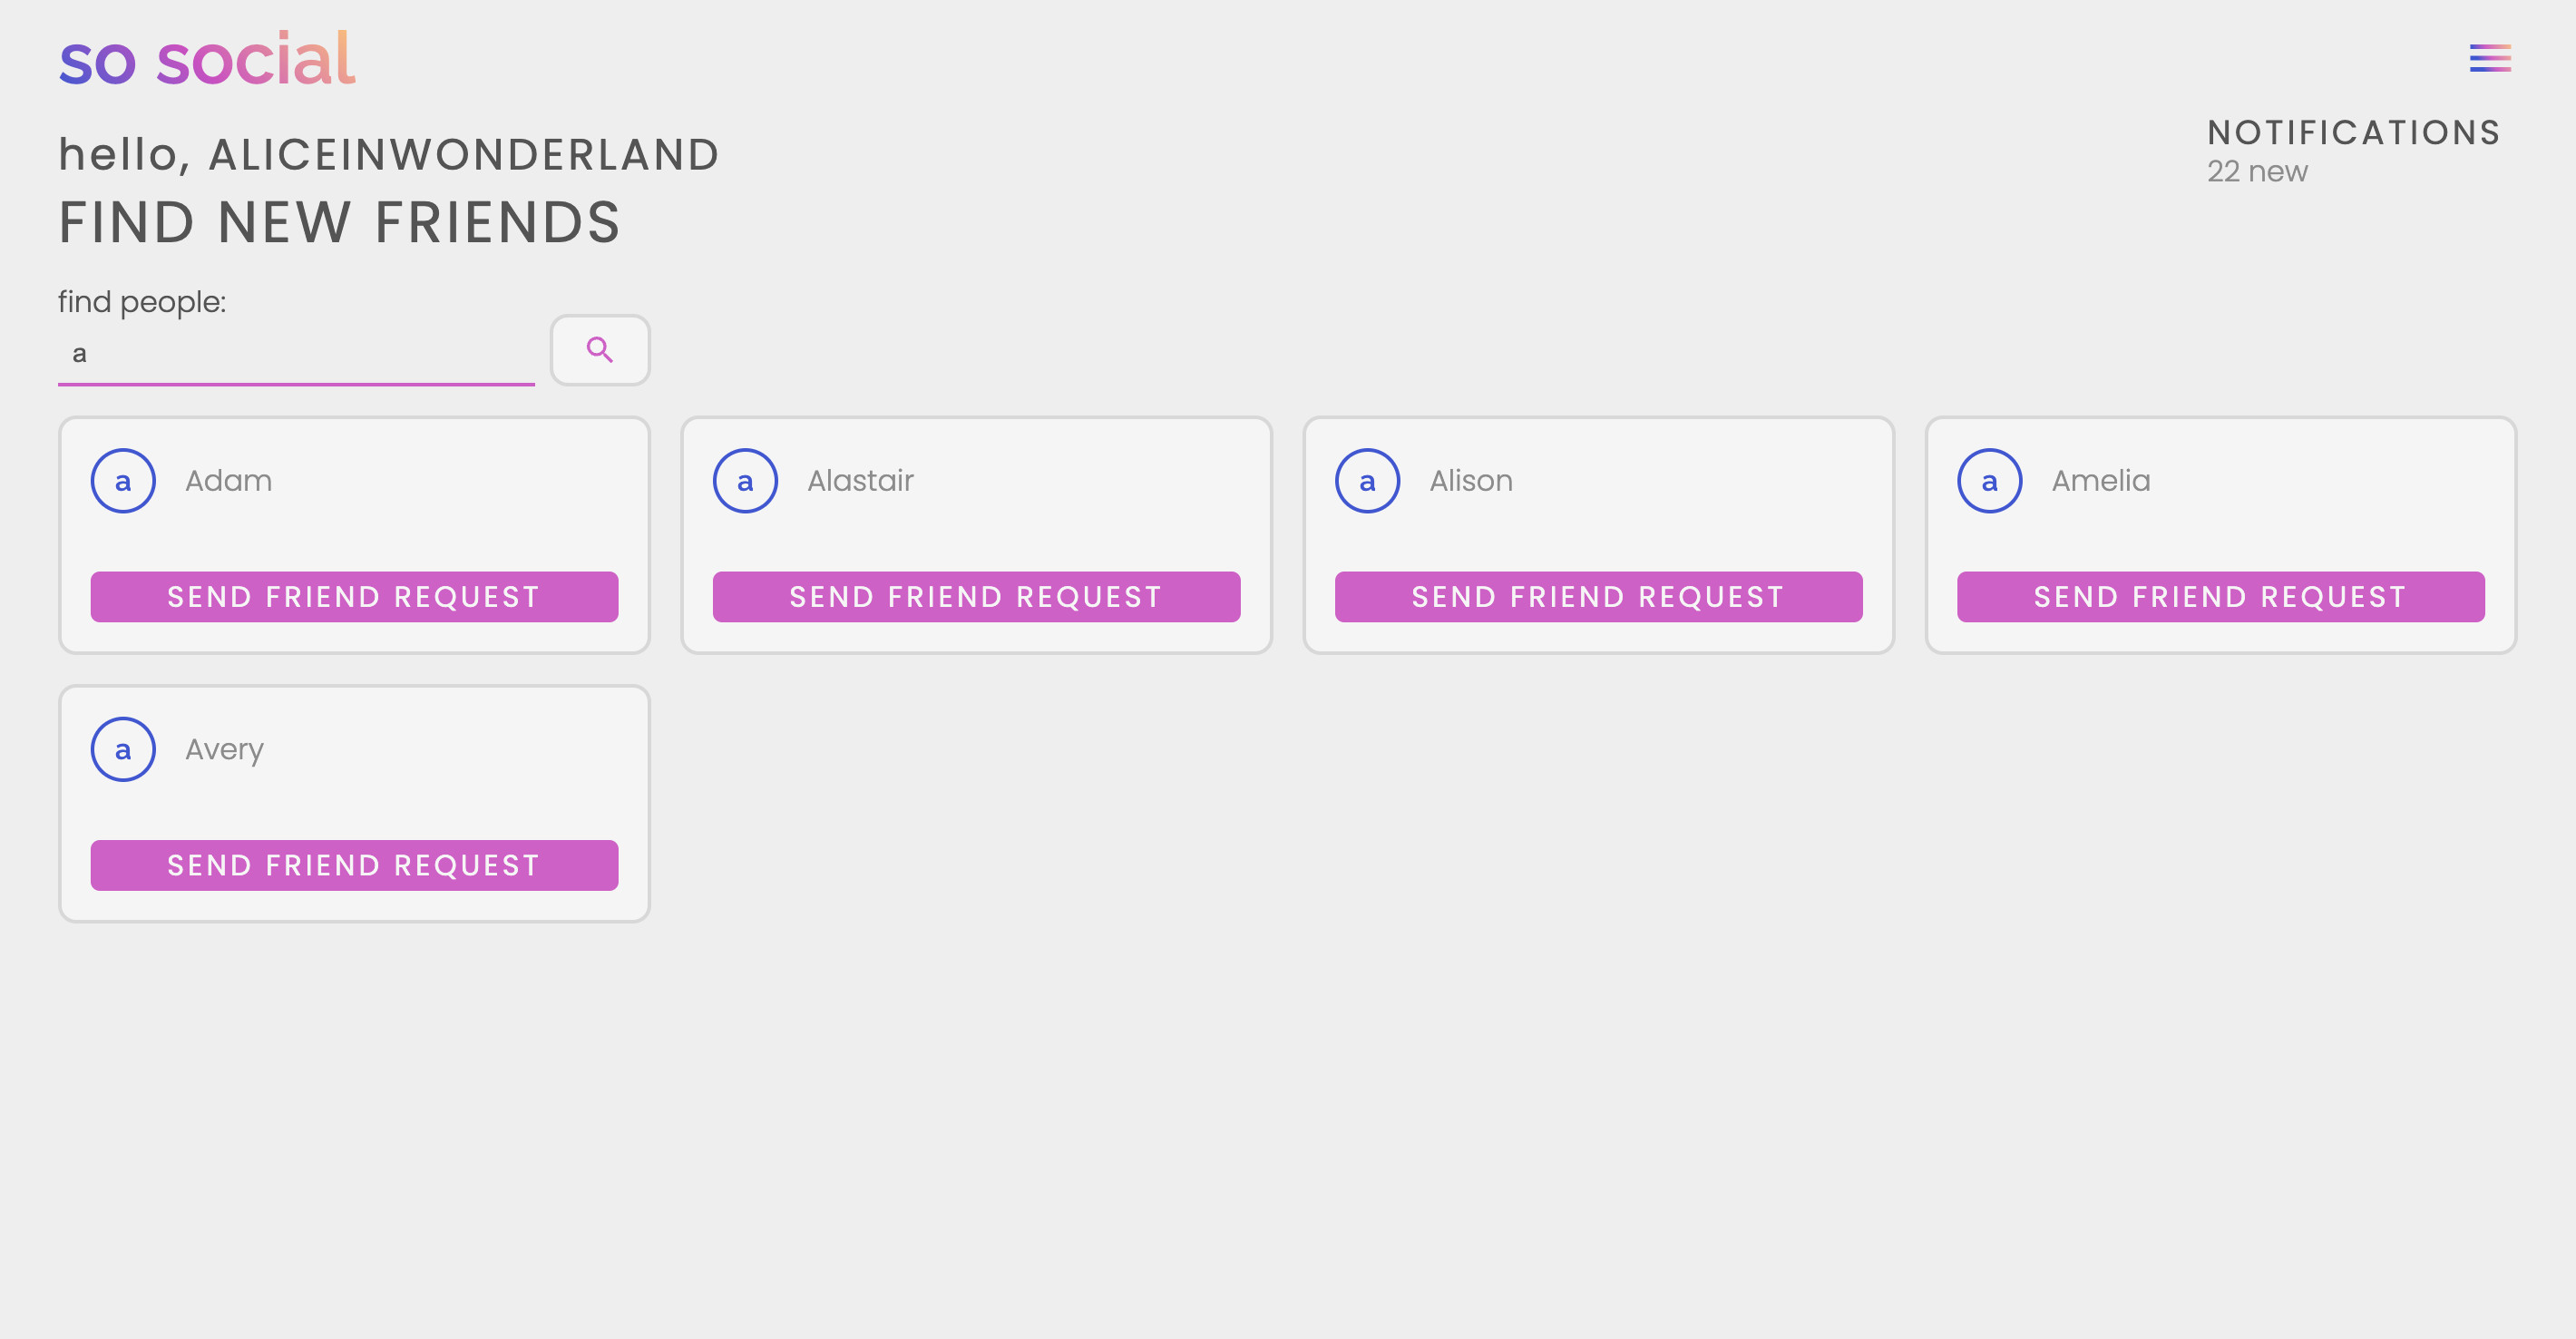 so social
hello, ALICEINWONDERLAND
NOTIFICATIONS
22 new
FIND NEW FRIENDS
find people:
a
a Adam
SEND FRIEND REQUEST
a Alastair
SEND FRIEND REQUEST
a Alison
SEND FRIEND REQUEST
a Amelia
SEND FRIEND REQUEST
a Avery
SEND FRIEND REQUEST